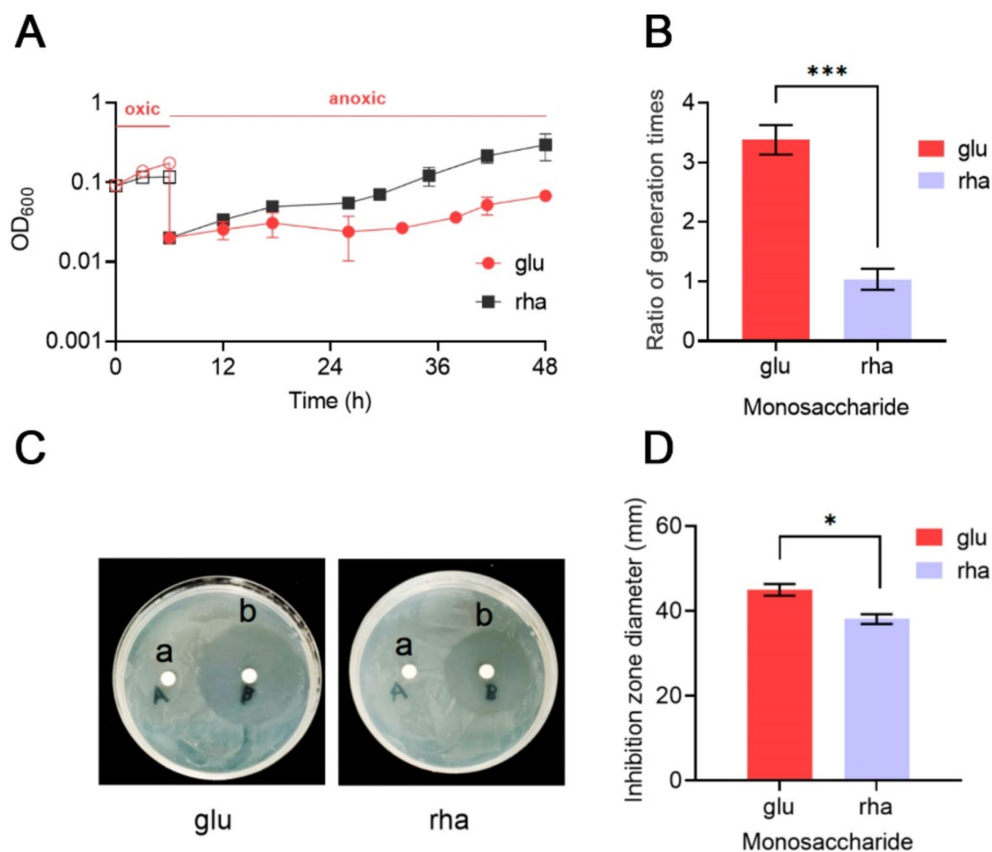 A
OD600
1
0.1
0.01
0.001
oxic
anoxic
glu
rha
0
12
24
36
48
Time (h)
B
Ratio of generation times
4
3
2
1
0
***
glu
rha
glu
rha
Monosaccharide
C
a
b
A
B
glu
a
b
A
B
rha
D
Inhibition zone diameter (mm)
60
40
20
0
*
glu
rha
glu
rha
Monosaccharide